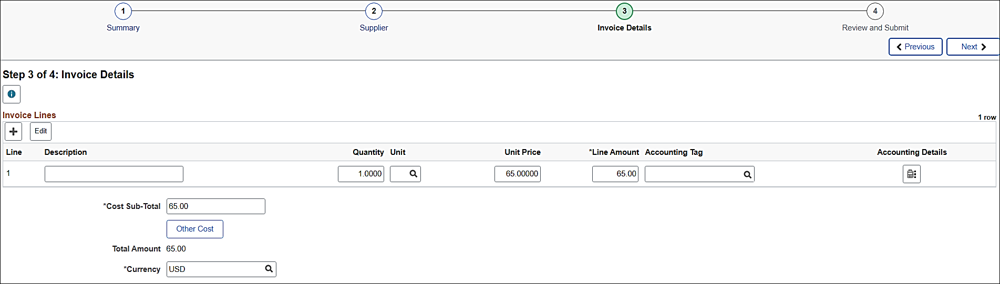 1 2 3 4
Summary Supplier Invoice Details Review and Submit
Previous Next
Step 3 of 4: Invoice Details
Invoice Lines 1 row
Edit
Line Description Quantity Unit Unit Price *Line Amount Accounting Tag Accounting Details
1 1.0000 65.00000 65.00
*Cost Sub-Total 65.00
Other Cost
Total Amount 65.00
*Currency USD